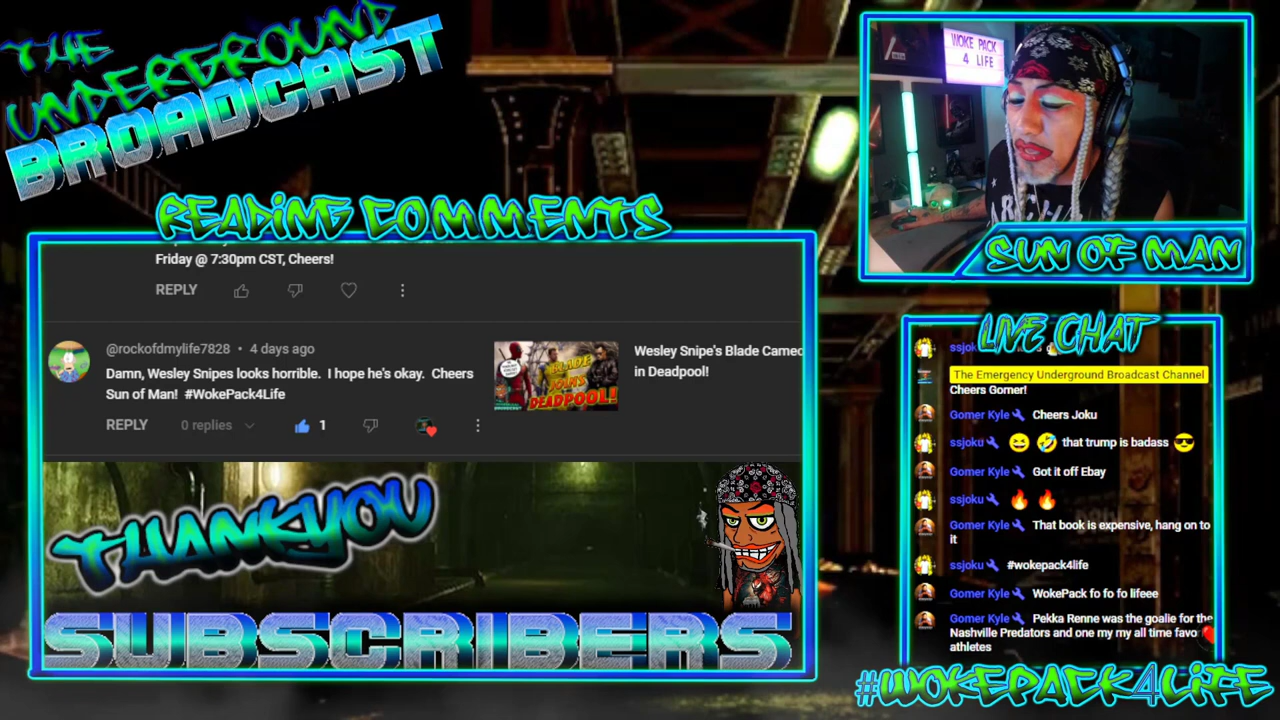 THE
UNDERGROUND
BROADCAST
WOKE PACK
4 LIFE
SUN OF MAN
READING COMMENTS
Friday @ 7:30pm CST, Cheers!
REPLY
@rockofdmylife7828 • 4 days ago
Damn, Wesley Snipes looks horrible. I hope he's okay. Cheers
Sun of Man! #WokePack4Life
REPLY 0 replies 1
BLADE
JOINS
DEADPOOL!
Wesley Snipe's Blade Cameo
in Deadpool!
THANKYOU
SUBSCRIBERS
LIVE CHAT
ssjok
The Emergency Underground Broadcast Channel
Cheers Gomer!
Gomer Kyle Cheers Joku
ssjoku 😆 🤣 that trump is badass 😎
Gomer Kyle Got it off Ebay
ssjoku 🔥 🔥
Gomer Kyle That book is expensive, hang on to
it
ssjoku #wokepack4life
Gomer Kyle WokePack fo fo fo lifeee
Gomer Kyle Pekka Renne was the goalie for the
Nashville Predators and one my my all time favo
athletes
#WOKEPACK4LIFE